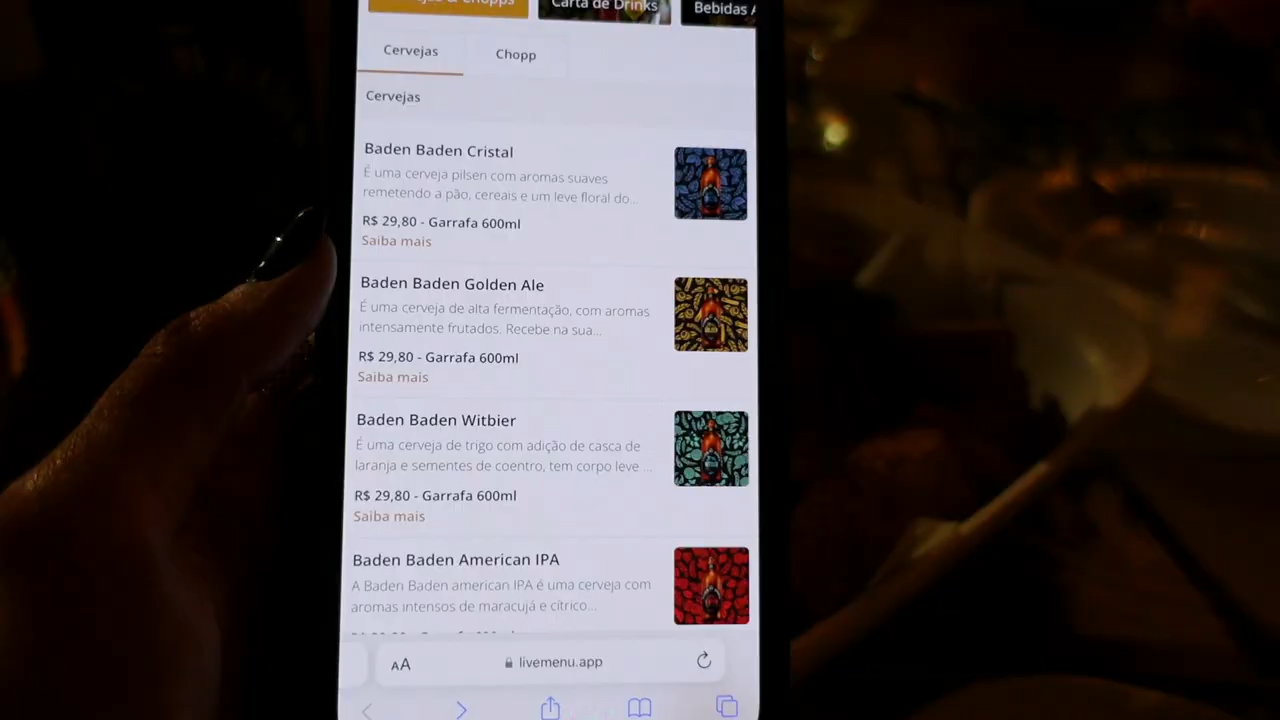 & Chopps
Carta de Drinks
Bebidas
Cervejas
Chopp
Cervejas
Baden Baden Cristal
É uma cerveja pilsen com aromas suaves
remetendo a pão, cereais e um leve floral do...
R$ 29,80 - Garrafa 600ml
Saiba mais
Baden Baden Golden Ale
É uma cerveja de alta fermentação, com aromas
intensamente frutados. Recebe na sua...
R$ 29,80 - Garrafa 600ml
Saiba mais
Baden Baden Witbier
É uma cerveja de trigo com adição de casca de
laranja e sementes de coentro, tem corpo leve ...
R$ 29,80 - Garrafa 600ml
Saiba mais
Baden Baden American IPA
A Baden Baden american IPA é uma cerveja com
aromas intensos de maracujá e cítrico...
AA
livemenu.app